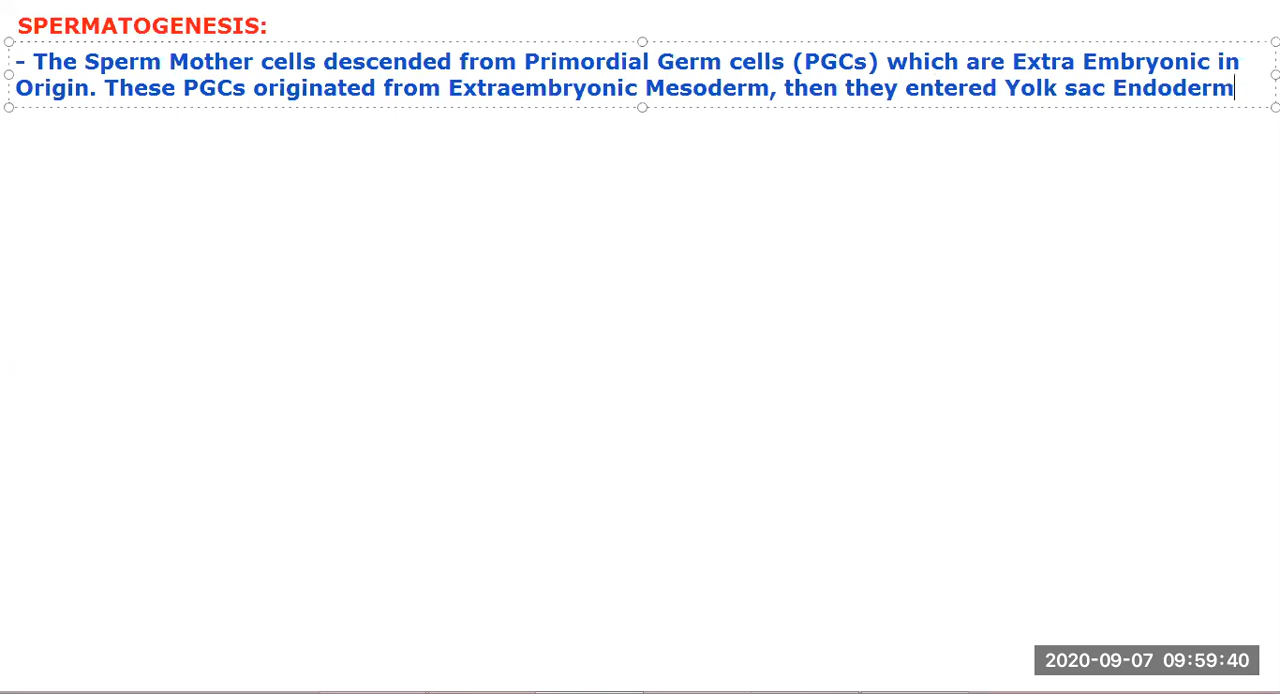 SPERMATOGENESIS:
- The Sperm Mother cells descended from Primordial Germ cells (PGCs) which are Extra Embryonic in
Origin. These PGCs originated from Extraembryonic Mesoderm, then they entered Yolk sac Endoderm
2020-09-07 09:59:40